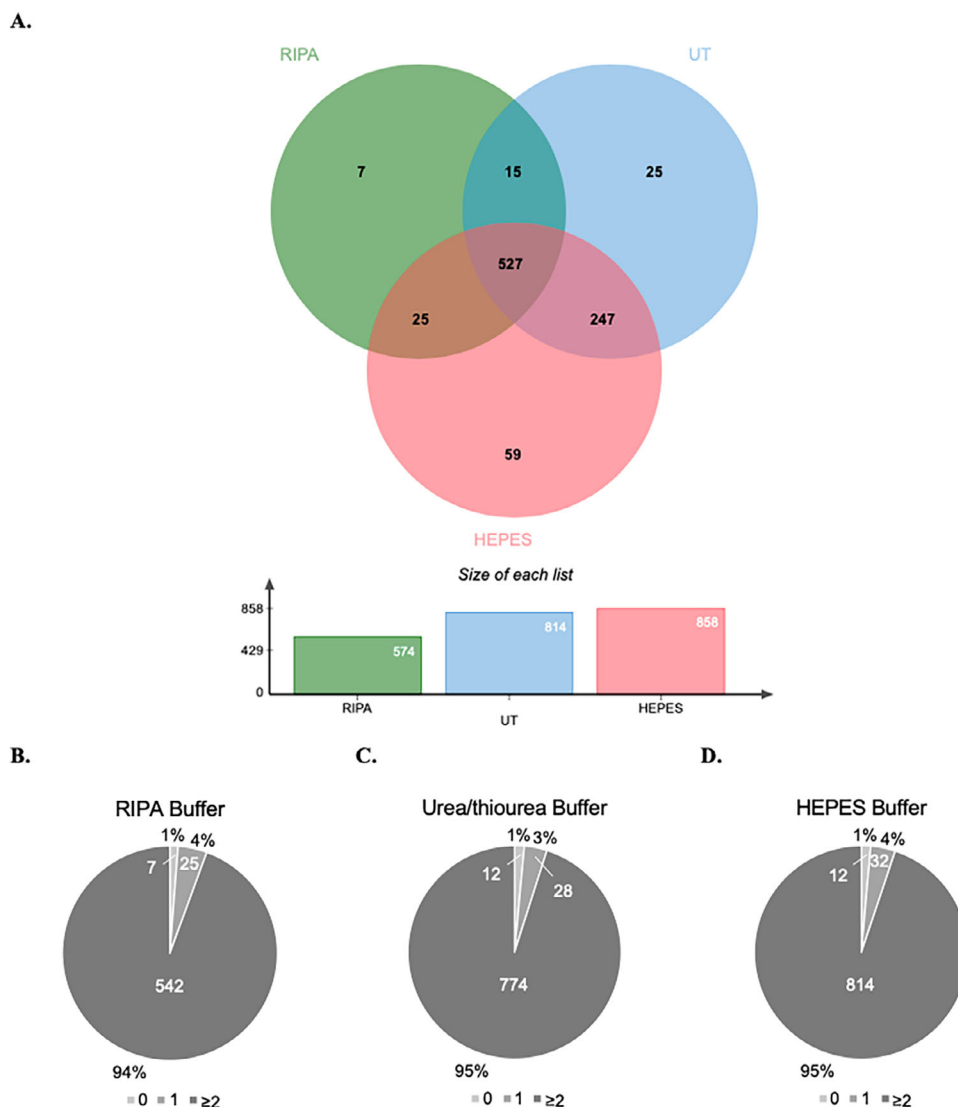 A.
RIPA
UT
7
15
25
527
25
247
59
HEPES
Size of each list
858
429
0
574
814
858
RIPA
UT
HEPES
B.
C.
D.
RIPA Buffer
Urea/thiourea Buffer
HEPES Buffer
1%
4%
7
25
542
94%
0 1 ≥2
1%
3%
12
28
774
95%
0 1 ≥2
1%
4%
12
32
814
95%
0 1 ≥2